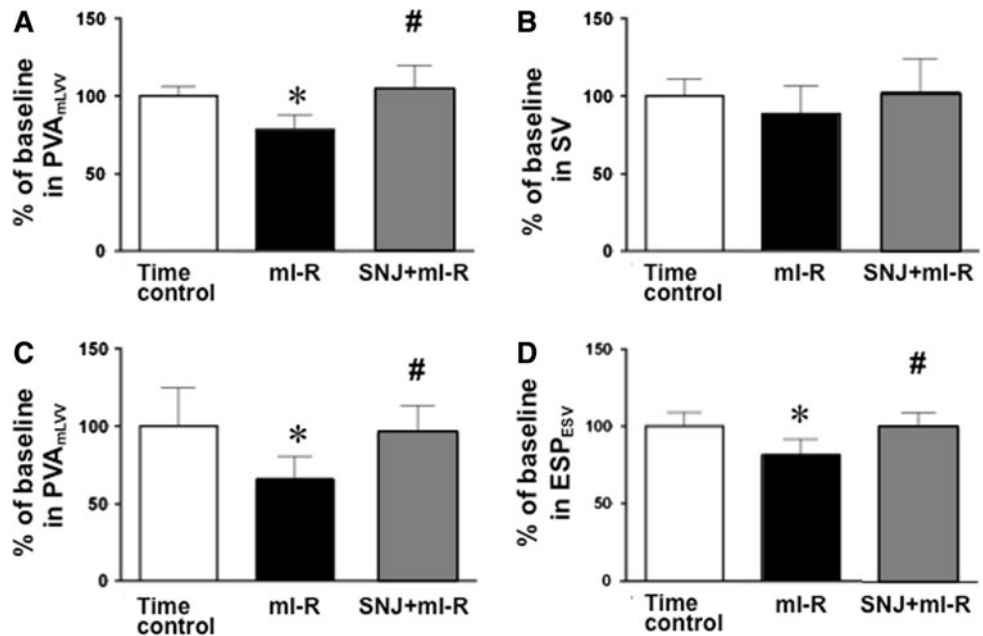 A
% of baseline
in PVAmLVV
150
100
50
0
*
#
Time
control
mI-R
SNJ+mI-R
B
% of baseline
in SV
150
100
50
0
Time
control
mI-R
SNJ+mI-R
C
% of baseline
in PVAmLVV
150
100
50
0
*
#
Time
control
mI-R
SNJ+mI-R
D
% of baseline
in ESPESV
150
100
50
0
*
#
Time
control
mI-R
SNJ+mI-R